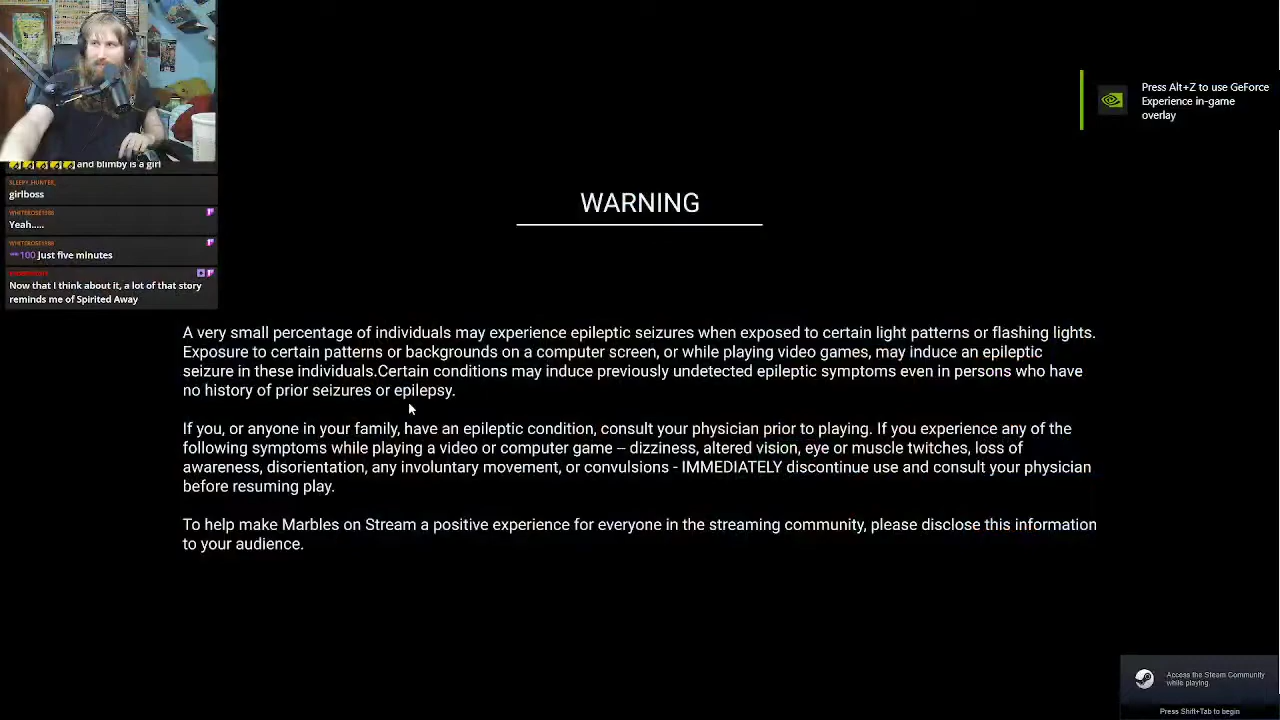 and blimby is a girl
SLEEPY_HUNTER_
girlboss
WHITEROSE1986
Yeah.....
WHITEROSE1986
100 Just five minutes
Now that I think about it, a lot of that story
reminds me of Spirited Away
Press Alt+Z to use GeForce
Experience in-game
overlay
WARNING
A very small percentage of individuals may experience epileptic seizures when exposed to certain light patterns or flashing lights.
Exposure to certain patterns or backgrounds on a computer screen, or while playing video games, may induce an epileptic
seizure in these individuals.Certain conditions may induce previously undetected epileptic symptoms even in persons who have
no history of prior seizures or epilepsy.
If you, or anyone in your family, have an epileptic condition, consult your physician prior to playing. If you experience any of the
following symptoms while playing a video or computer game -- dizziness, altered vision, eye or muscle twitches, loss of
awareness, disorientation, any involuntary movement, or convulsions - IMMEDIATELY discontinue use and consult your physician
before resuming play.
To help make Marbles on Stream a positive experience for everyone in the streaming community, please disclose this information
to your audience.
Access the Steam Community
while playing.
Press Shift+Tab to begin